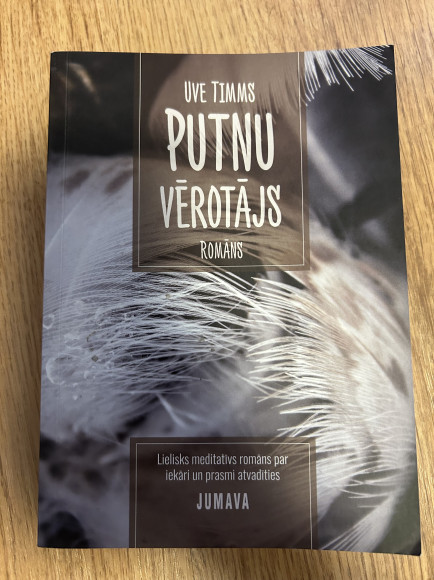 UVE TIMMS
PUTNU
VĒROTĀJS
ROMĀNS
Lielisks meditatīvs romāns par
iekāri un prasmi atvadīties
JUMAVA